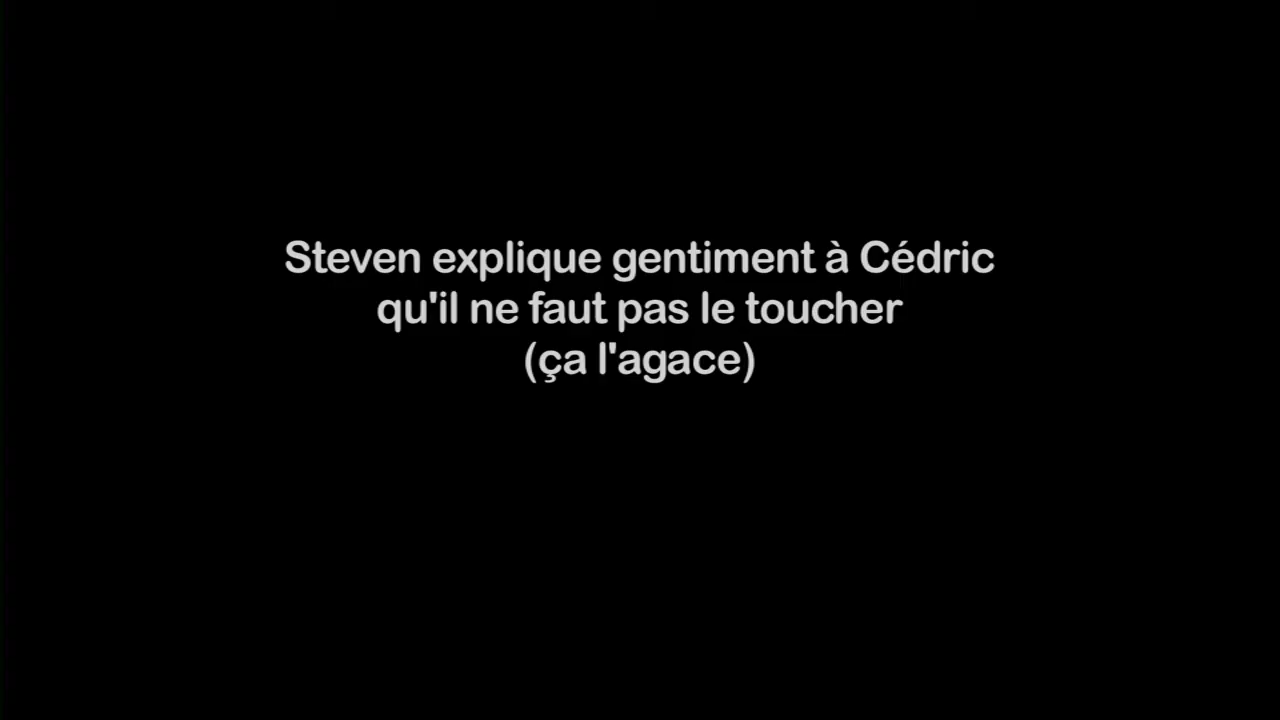 Steven explique gentiment à Cédric
qu'il ne faut pas le toucher
(ça l'agace)